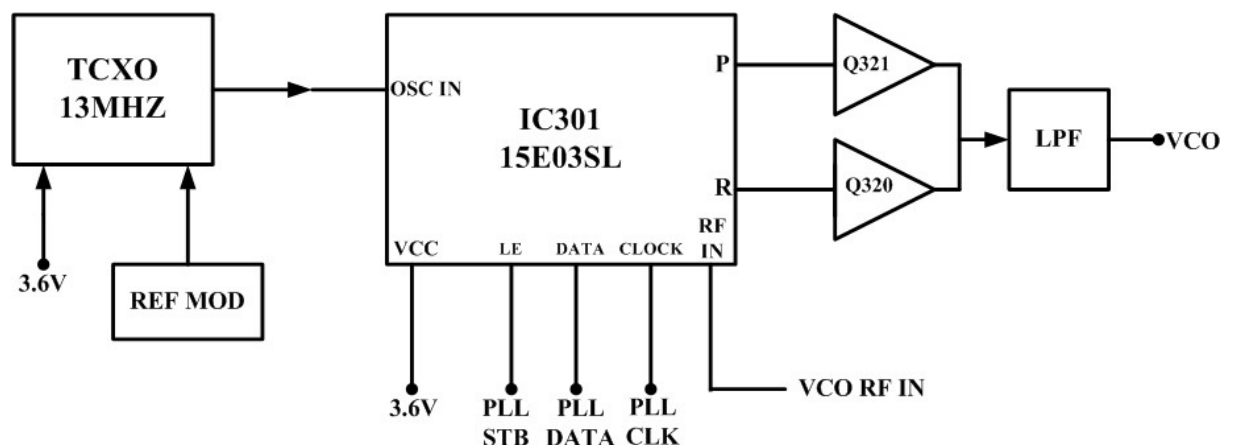 TCXO
13MHZ
3.6V
REF MOD
OSC IN
IC301
15E03SL
P
R
RF
IN
VCC
LE
DATA
CLOCK
3.6V
PLL
STB
PLL
DATA
PLL
CLK
VCO RF IN
Q321
Q320
LPF
VCO